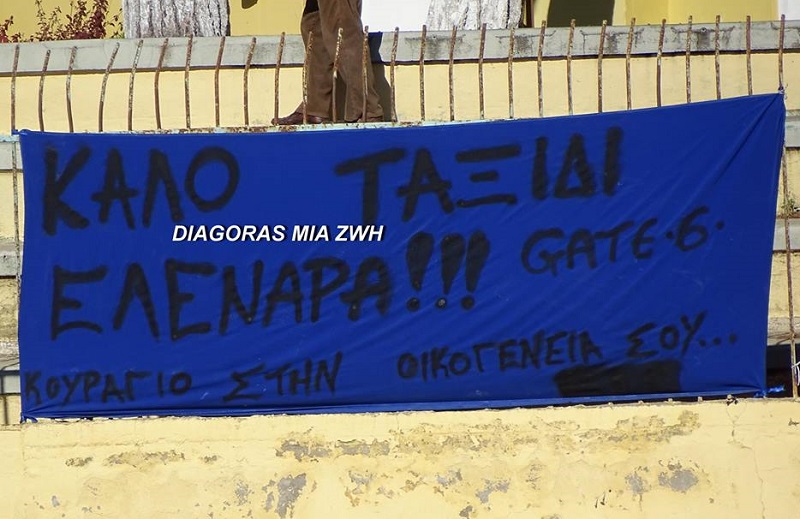 ΚΑΛΟ ΤΑΞΙΔΙ
DIAGORAS MIA ZWH
ΕΛΕΝΑΡΑ!!! GATE·6·
ΚΟΥΡΑΓΙΟ ΣΤΗΝ ΟΙΚΟΓΕΝΕΙΑ ΣΟΥ...